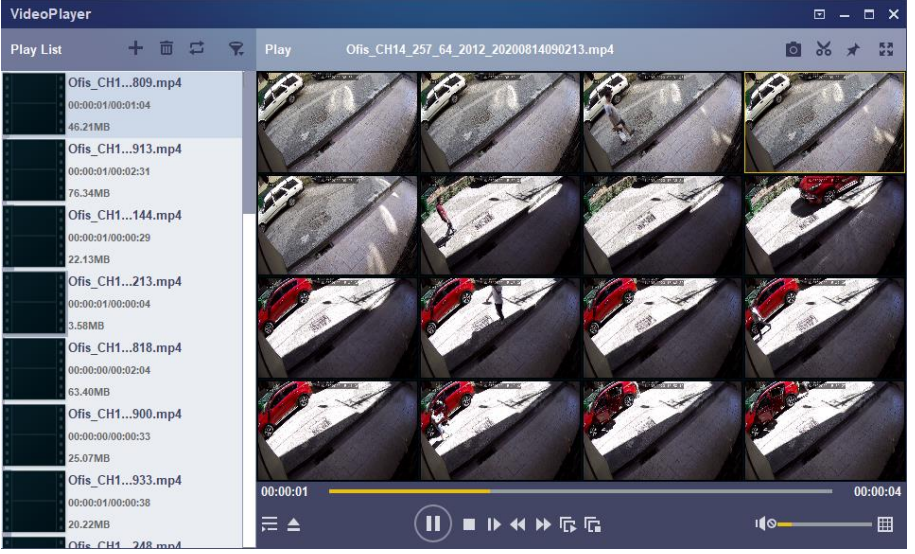 VideoPlayer
Play List
Play
Ofis_CH14_257_64_2012_20200814090213.mp4
Ofis_CH1...809.mp4
00:00:01/00:01:04
46.21MB
Ofis_CH1...913.mp4
00:00:01/00:02:31
76.34MB
Ofis_CH1...144.mp4
00:00:01/00:00:29
22.13MB
Ofis_CH1...213.mp4
00:00:01/00:00:04
3.58MB
Ofis_CH1...818.mp4
00:00:00/00:02:04
63.40MB
Ofis_CH1...900.mp4
00:00:00/00:00:33
25.07MB
Ofis_CH1...933.mp4
00:00:01/00:00:38
20.22MB
Ofis_CH1...248.mp4
00:00:01
00:00:04